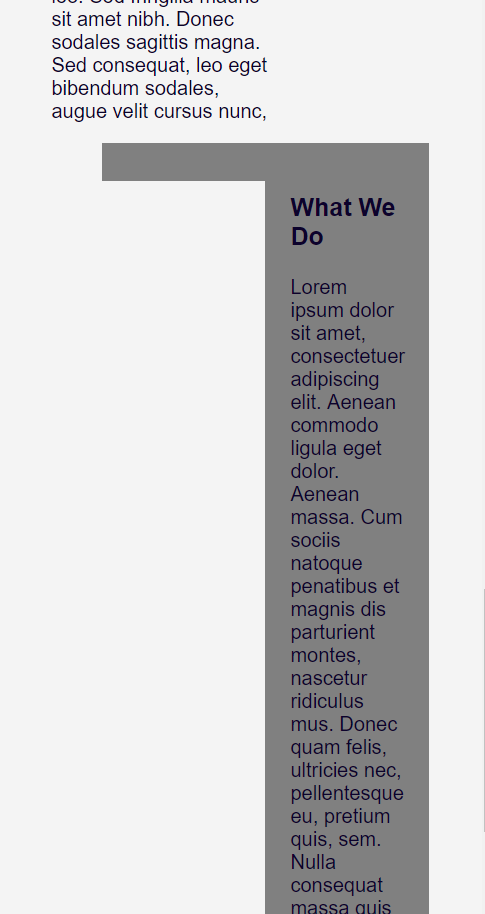 sit amet nibh. Donec
sodales sagittis magna.
Sed consequat, leo eget
bibendum sodales,
augue velit cursus nunc,
What We
Do
Lorem
ipsum dolor
sit amet,
consectetuer
adipiscing
elit. Aenean
commodo
ligula eget
dolor.
Aenean
massa. Cum
sociis
natoque
penatibus et
magnis dis
parturient
montes,
nascetur
ridiculus
mus. Donec
quam felis,
ultricies nec,
pellentesque
eu, pretium
quis, sem.
Nulla
consequat
massa quis